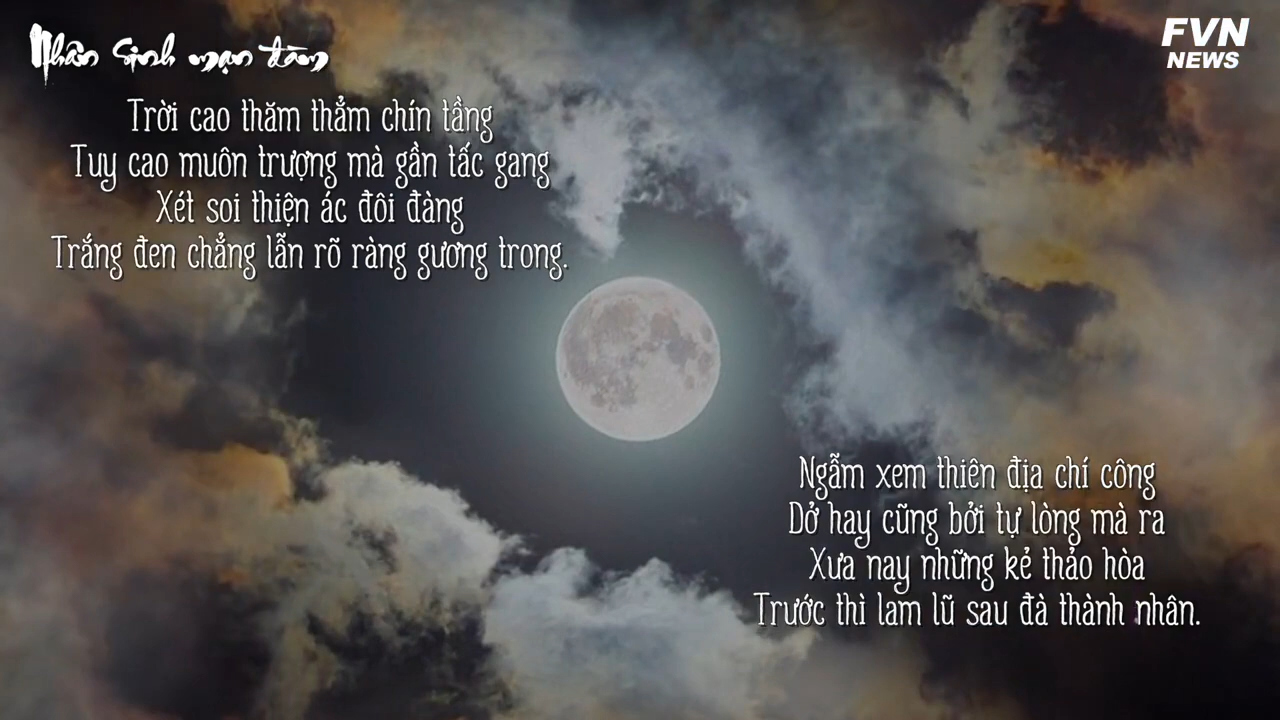 Nhân sinh mạn đàm
FVN
NEWS
Trời cao thăm thẳm chín tầng
Tuy cao muôn trượng mà gần tấc gang
Xét soi thiện ác đôi đàng
Trắng đen chẳng lẫn rõ ràng gương trong.
Ngẫm xem thiên địa chí công
Dở hay cũng bởi tự lòng mà ra
Xưa nay những kẻ thảo hòa
Trước thì lam lũ sau đà thành nhân.